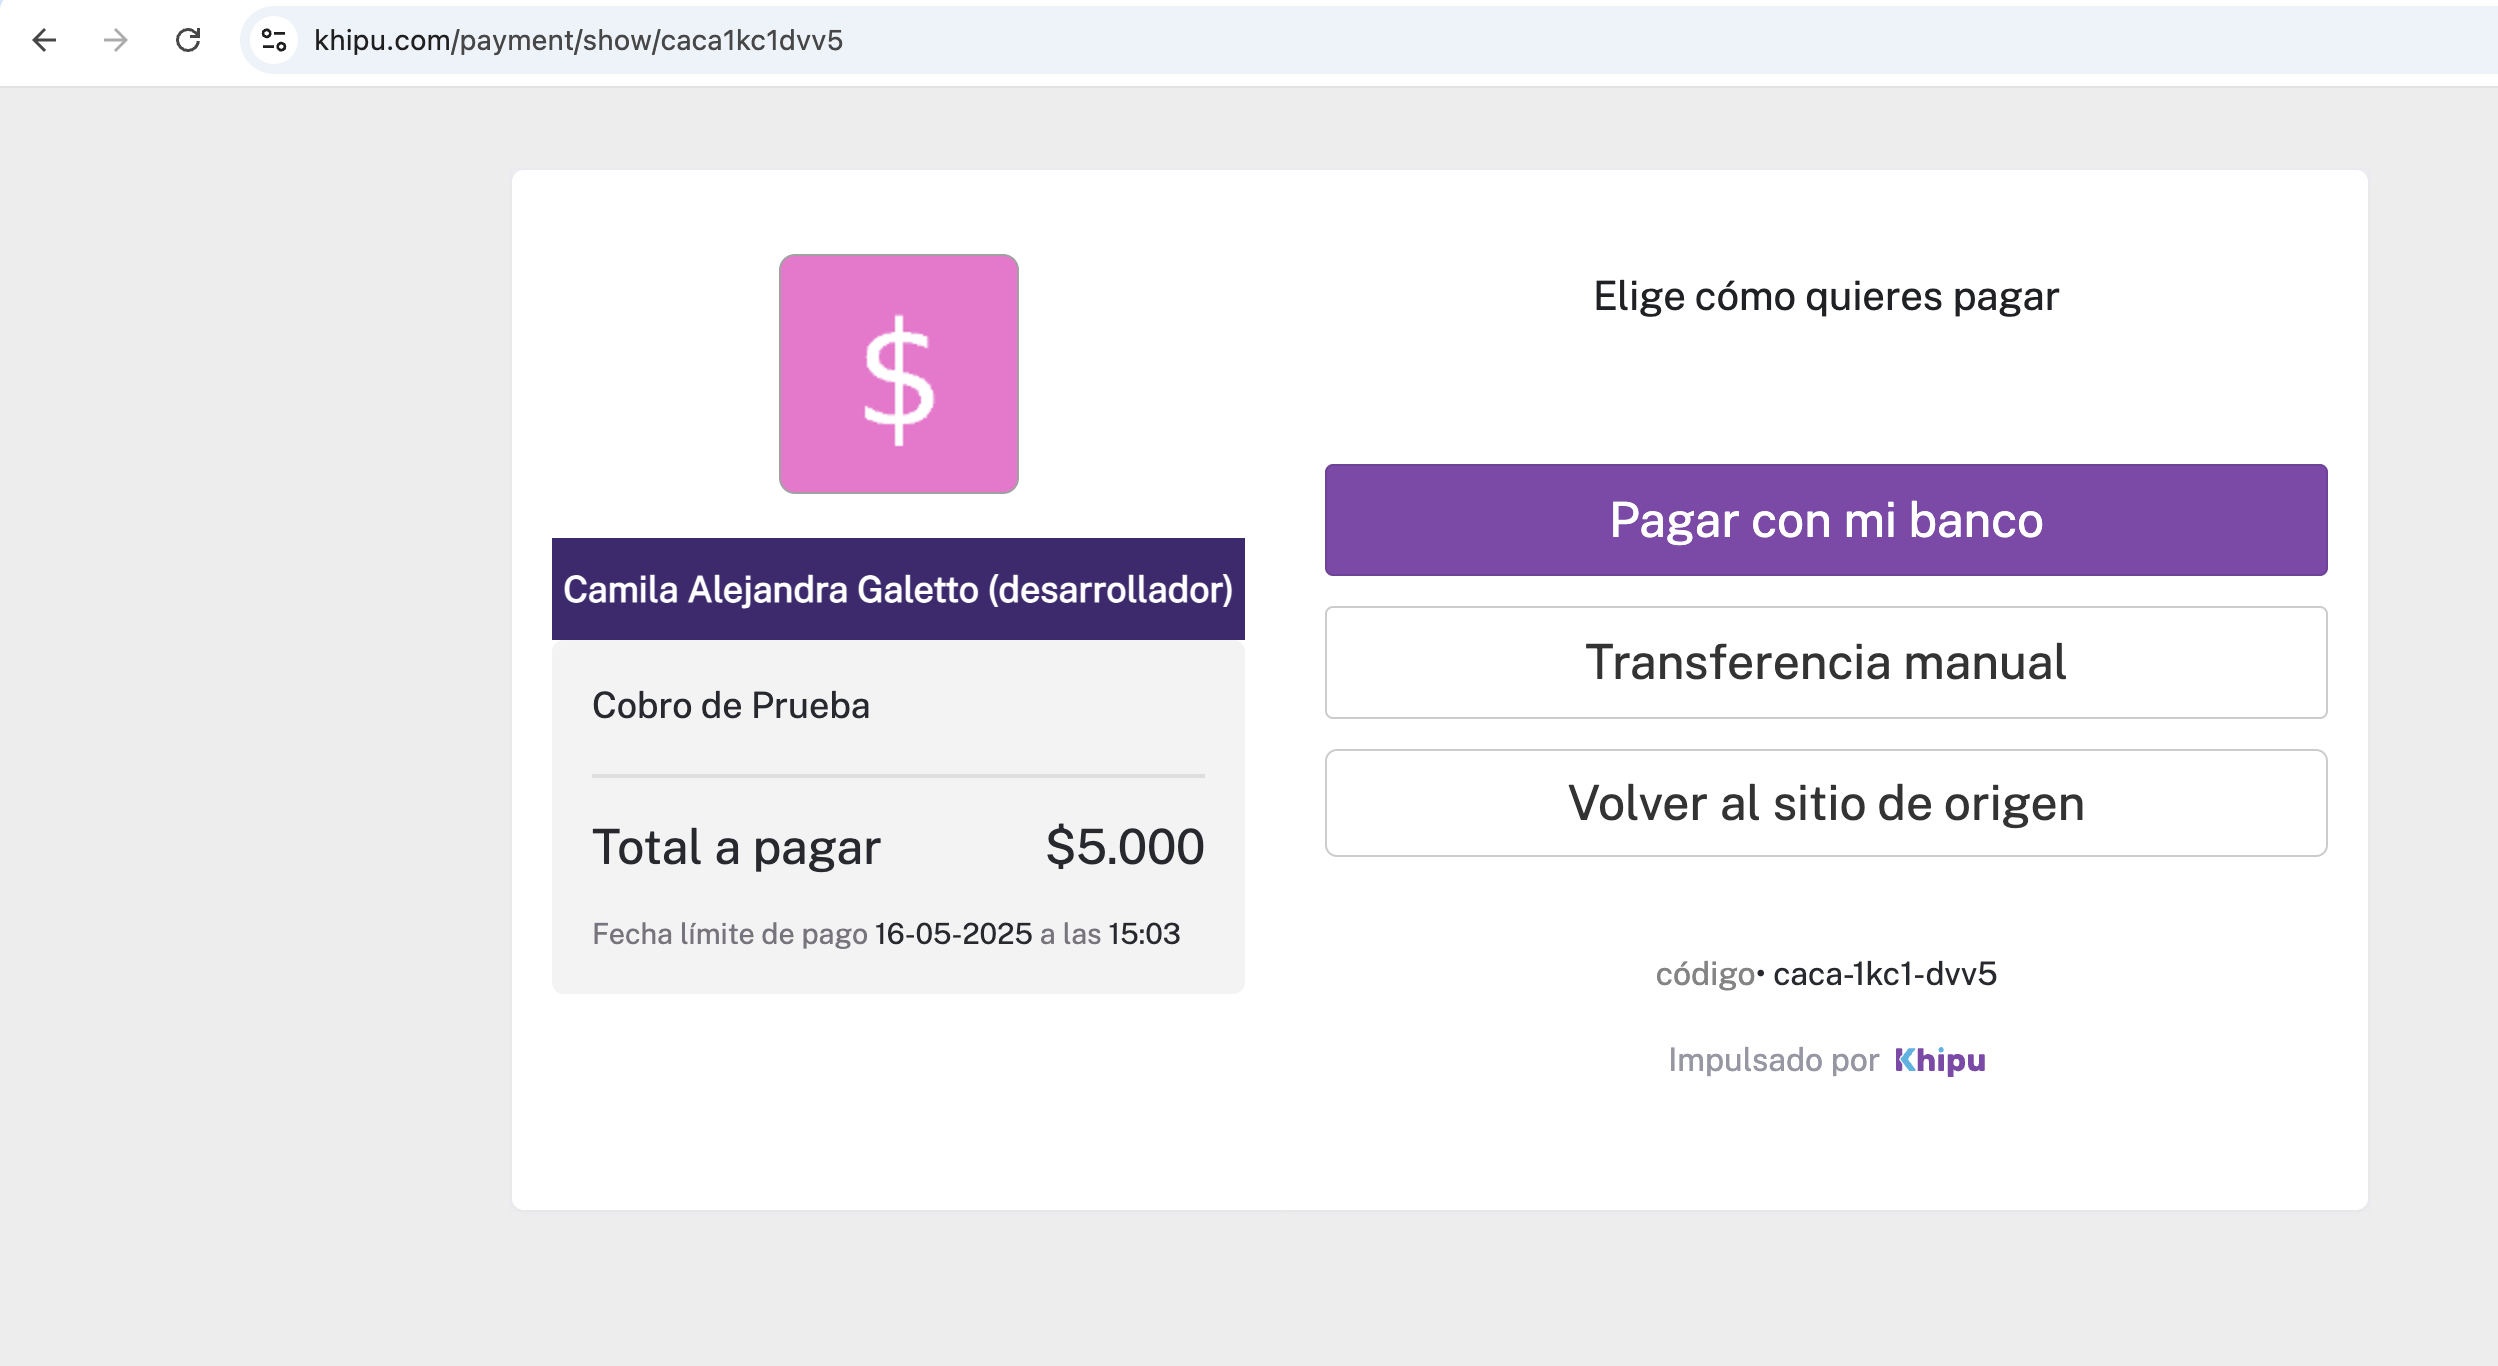 khipu.com/payment/show/caca1kc1dvv5
$
Camila Alejandra Galetto (desarrollador)
Cobro de Prueba
Total a pagar $5.000
Fecha límite de pago 16-05-2025 a las 15:03
Elige cómo quieres pagar
Pagar con mi banco
Transferencia manual
Volver al sitio de origen
código• caca-1kc1-dvv5
Impulsado por Khipu